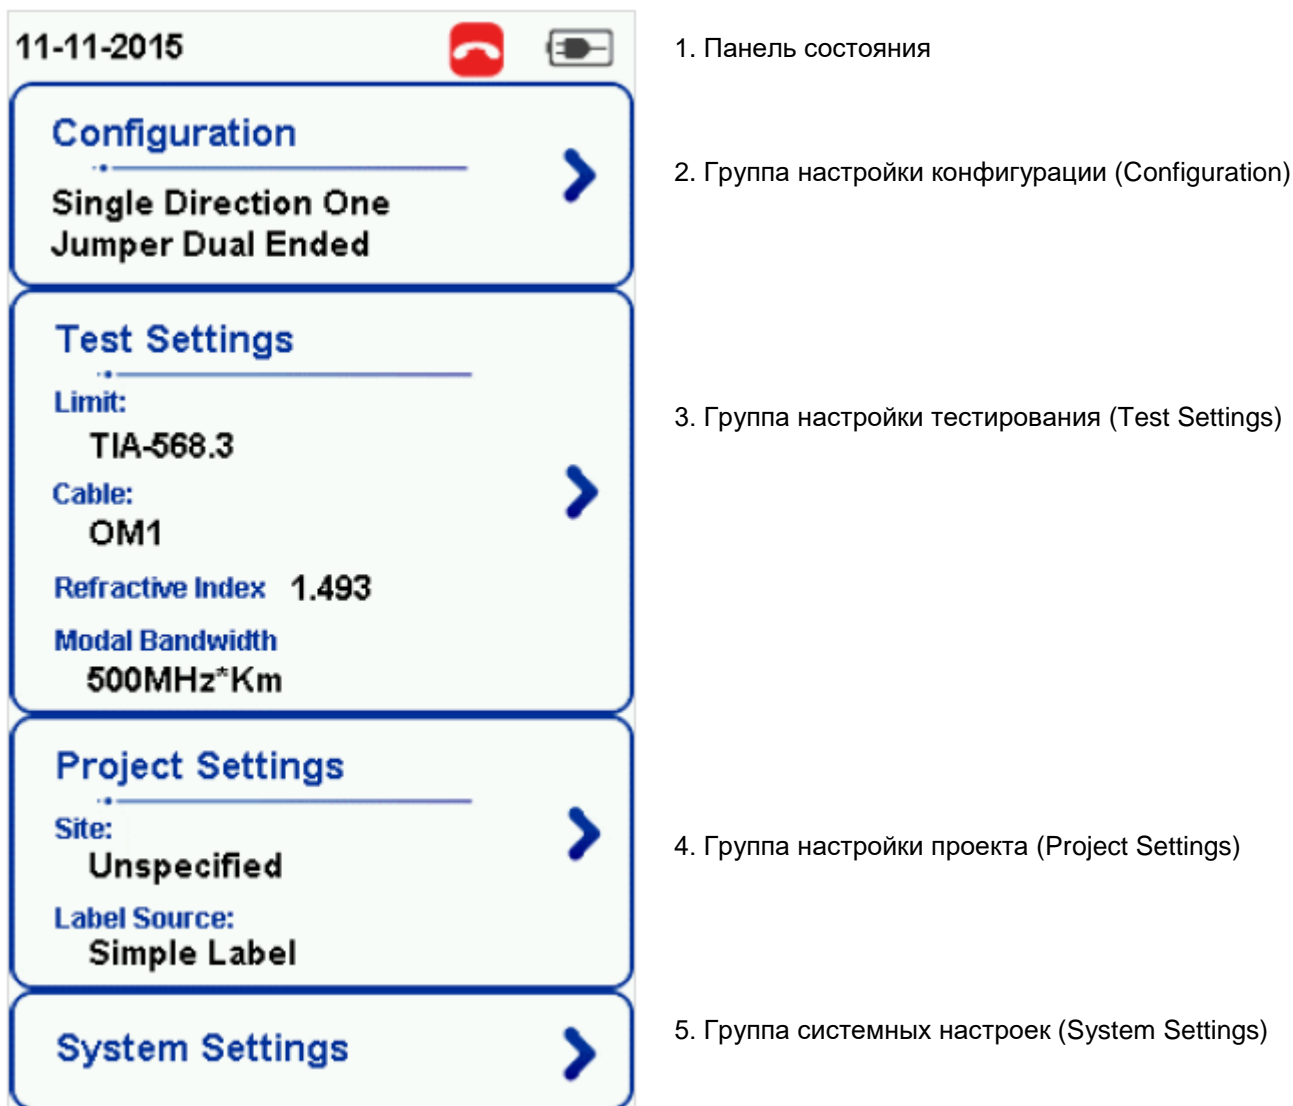 11-11-2015
1. Панель состояния
Configuration
2. Группа настройки конфигурации (Configuration)
Single Direction One
Jumper Dual Ended
Test Settings
Limit:
3. Группа настройки тестирования (Test Settings)
TIA-568.3
Cable:
OM1
Refractive Index 1.493
Modal Bandwidth
500MHz*Km
Project Settings
Site:
4. Группа настройки проекта (Project Settings)
Unspecified
Label Source:
Simple Label
5. Группа системных настроек (System Settings)
System Settings